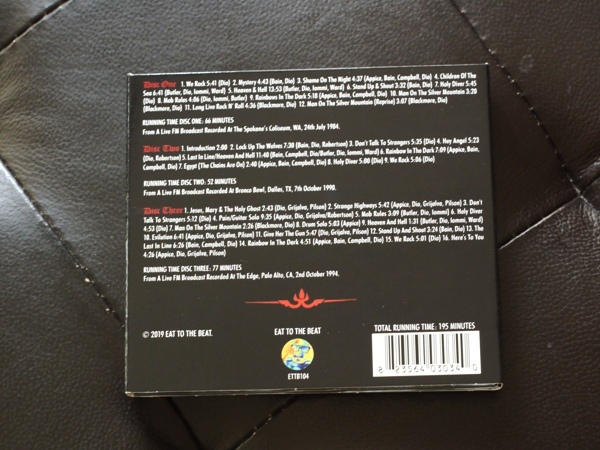 Disc One 1. We Rock 5:41 (Dio) 2. Mystery 4:43 (Bain, Dio) 3. Shame On The Night 4:37 (Appice, Bain, Campbell, Dio) 4. Children Of The
Sea 6:41 (Butler, Dio, Iommi, Ward) 5. Heaven & Hell 13:53 (Butler, Dio, Iommi, Ward) 6. Stand Up & Shout 3:32 (Bain, Dio) 7. Holy Diver 5:45
(Dio) 8. Mob Rules 4:06 (Dio, Iommi, Butler) 9. Rainbows In The Dark 5:18 (Appice, Bain, Campbell, Dio) 10. Man On The Silver Mountain 3:20
(Blackmore, Dio) 11. Long Live Rock N' Roll 4:36 (Blackmore, Dio) 12. Man On The Silver Mountain (Reprise) 3:07 (Blackmore, Dio)
RUNNING TIME DISC ONE: 66 MINUTES
From A Live FM Broadcast Recorded At The Spokane's Coliseum, WA, 24th July 1984.
Disc Two 1. Introduction 2:00 2. Lock Up The Wolves 7:30 (Bain, Dio, Robertson) 3. Don't Talk To Strangers 5:35 (Dio) 4. Hey Angel 5:23
(Dio, Robertson) 5. Last In Line/Heaven And Hell 11:40 (Bain, Campbell, Dio/Butler, Dio, Iommi, Ward) 6. Rainbow In The Dark 7:09 (Appice, Bain,
Campbell, Dio) 7. Egypt (The Chains Are On) 2:40 (Appice, Bain, Campbell, Dio) 8. Holy Diver 5:00 (Dio) 9. We Rock 5:06 (Dio)
RUNNING TIME DISC TWO: 52 MINUTES
From A Live FM Broadcast Recorded At Bronco Bowl, Dallas, TX, 7th October 1990.
Disc Three 1. Jesus, Mary & The Holy Ghost 2:43 (Dio, Grijalva, Pilson) 2. Strange Highways 5:42 (Appice, Dio, Grijalva, Pilson) 3. Don't
Talk To Strangers 5:12 (Dio) 4. Pain/Guitar Solo 9:35 (Appice, Dio, Grijalva/Robertson) 5. Mob Rules 3:09 (Butler, Dio, Iommi) 6. Holy Diver
4:53 (Dio) 7. Man On The Silver Mountain 2:26 (Blackmore, Dio) 8. Drum Solo 5:03 (Appice) 9. Heaven And Hell 1:31 (Butler, Dio, Iommi, Ward)
10. Evilution 6:41 (Appice, Dio, Grijalva, Pilson) 11. Give Her The Gun 5:47 (Dio, Grijalva, Pilson) 12. Stand Up And Shout 3:24 (Bain, Dio) 13. The
Last In Line 6:26 (Bain, Campbell, Dio) 14. Rainbow In The Dark 4:51 (Appice, Bain, Campbell, Dio) 15. We Rock 5:01 (Dio) 16. Here's To You
4:26 (Appice, Dio, Grijalva, Pilson)
RUNNING TIME DISC THREE: 77 MINUTES
From A Live FM Broadcast Recorded At The Edge, Palo Alto, CA, 2nd October 1994.
© 2019 EAT TO THE BEAT.
EAT TO THE BEAT
ETTB104
TOTAL RUNNING TIME: 195 MINUTES
8 23564 03034 0